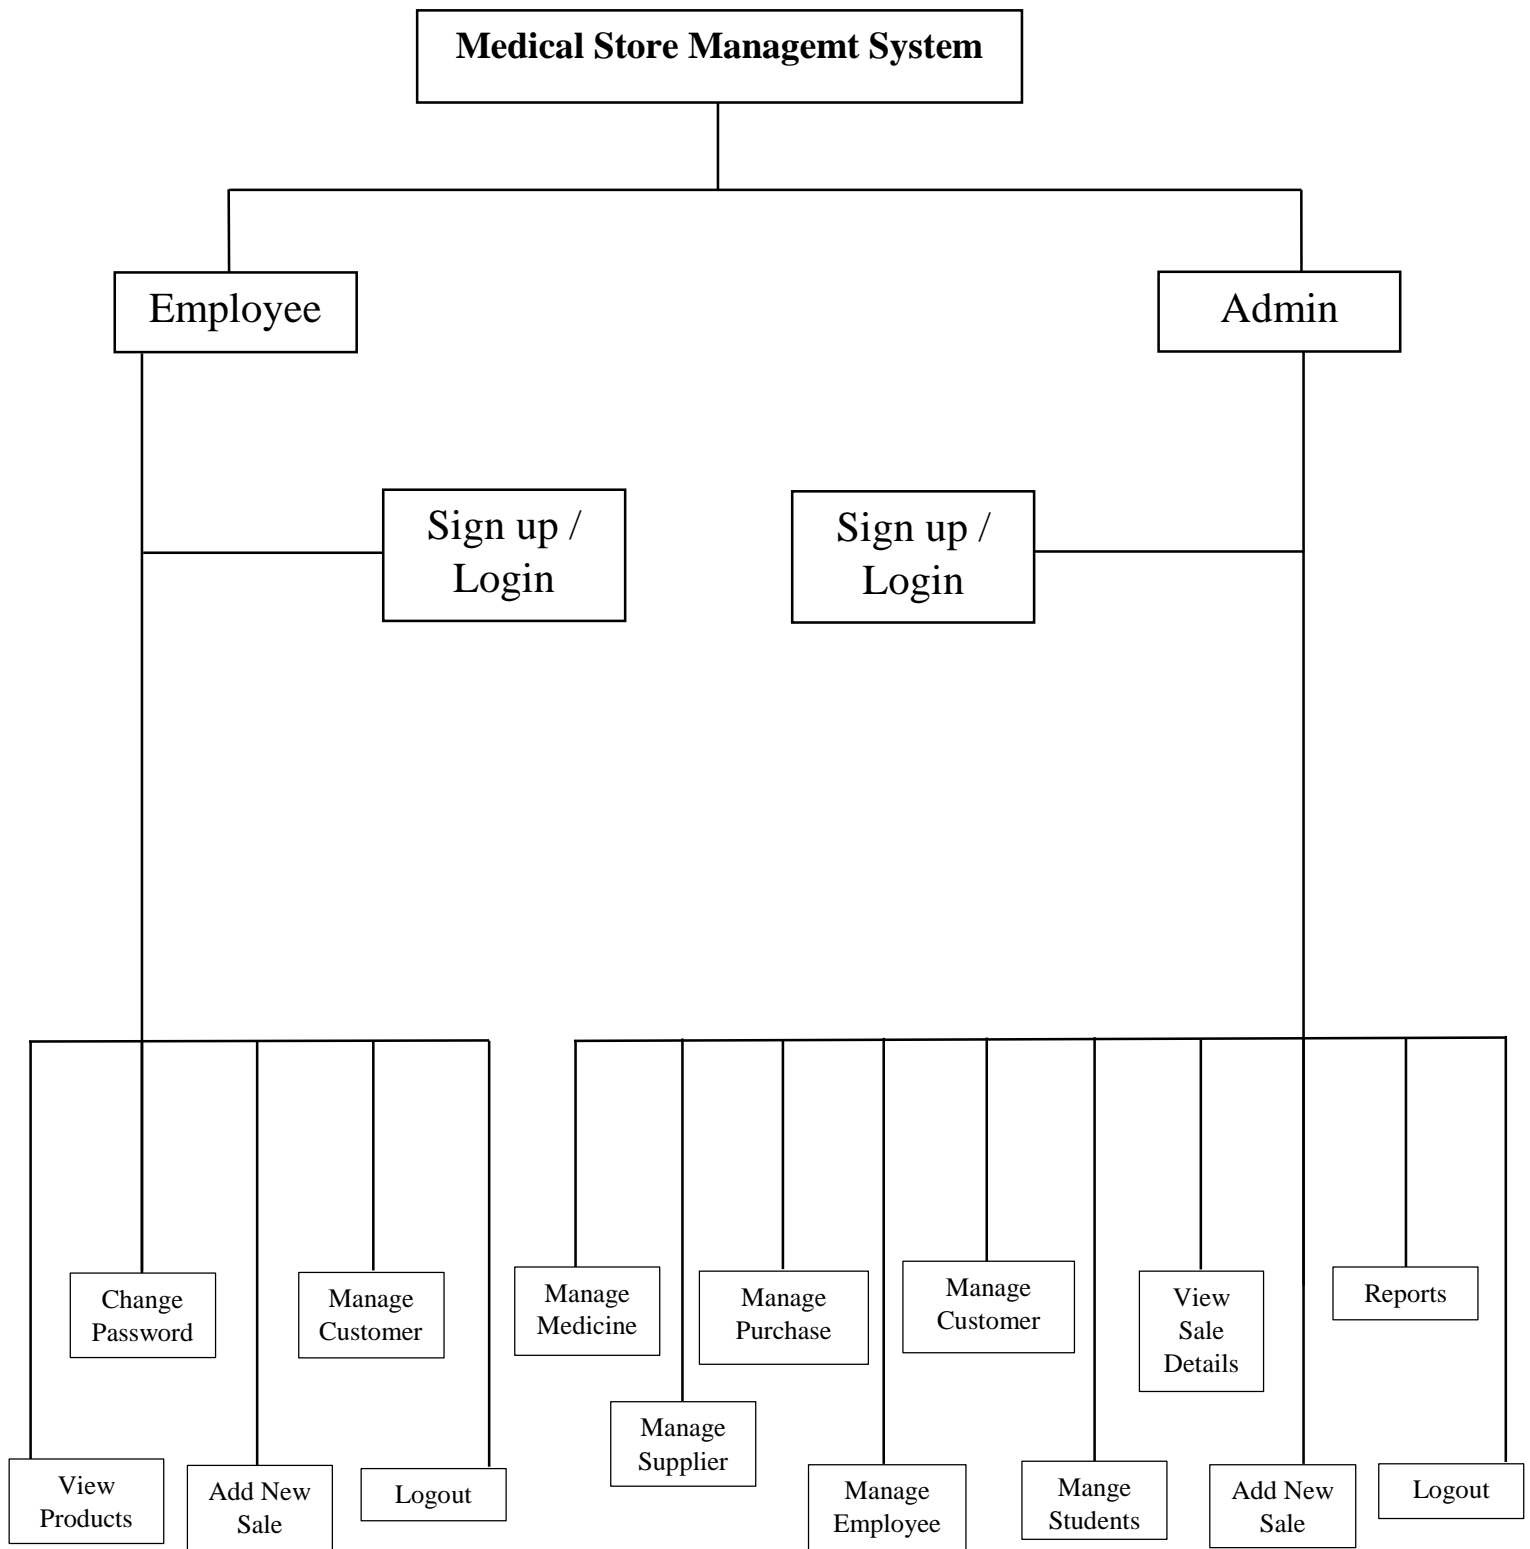 Medical Store Managemt System
Employee
Admin
Sign up /
Login
Sign up /
Login
Change
Password
Manage
Customer
Manage
Medicine
Manage
Purchase
Manage
Customer
View
Sale
Details
Reports
View
Products
Add New
Sale
Logout
Manage
Supplier
Manage
Employee
Mange
Students
Add New
Sale
Logout